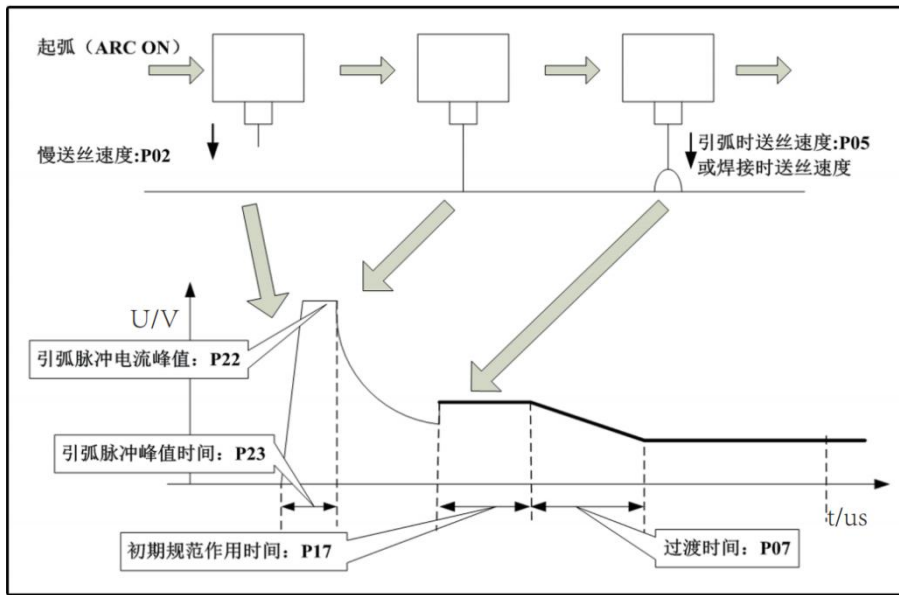 起弧（ARC ON）
慢送丝速度:P02
引弧时送丝速度:P05
或焊接时送丝速度
U/V
引弧脉冲电流峰值：P22
引弧脉冲峰值时间：P23
t/us
初期规范作用时间：P17
过渡时间：P07